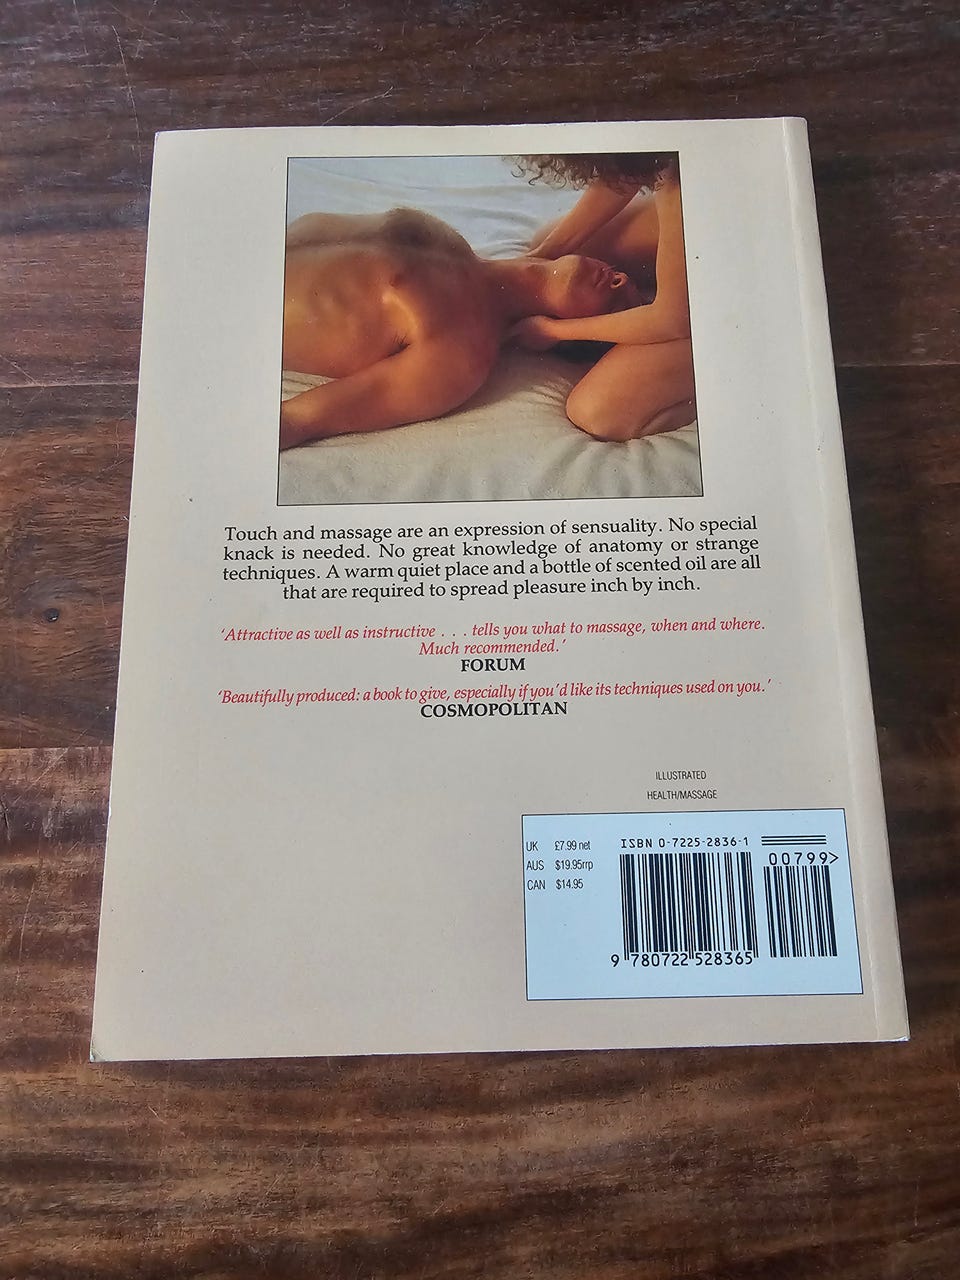 Touch and massage are an expression of sensuality. No special
knack is needed. No great knowledge of anatomy or strange
techniques. A warm quiet place and a bottle of scented oil are all
that are required to spread pleasure inch by inch.
‘Attractive as well as instructive . . . tells you what to massage, when and where.
Much recommended.’
FORUM
‘Beautifully produced: a book to give, especially if you’d like its techniques used on you.’
COSMOPOLITAN
ILLUSTRATED
HEALTH/MASSAGE
UK £7.99 net
AUS $19.95rrp
CAN $14.95
ISBN 0-7225-2836-1
00799>
9 780722 528365